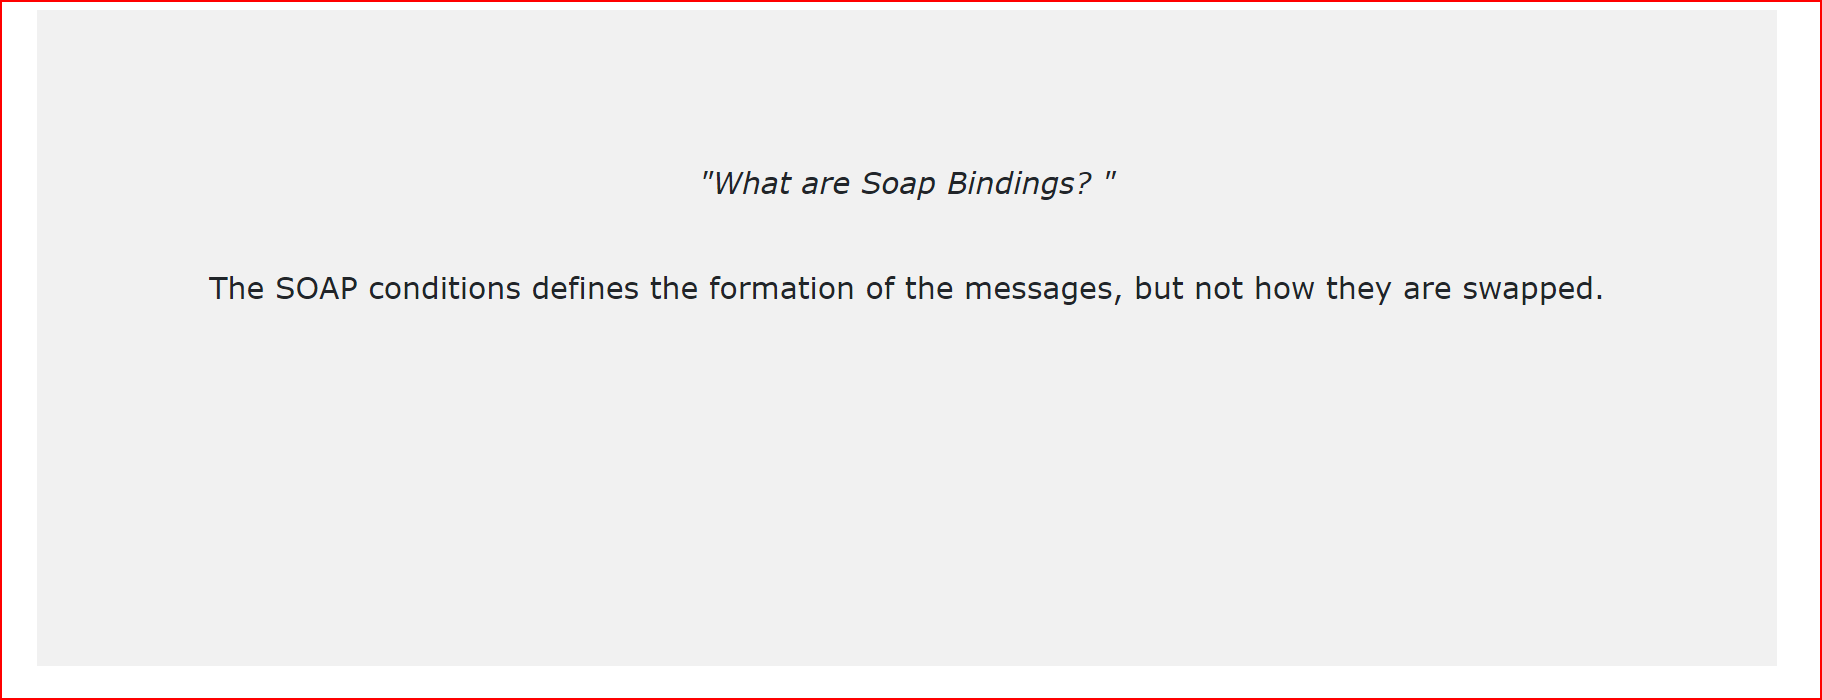 "What are Soap Bindings? "
The SOAP conditions defines the formation of the messages, but not how they are swapped.